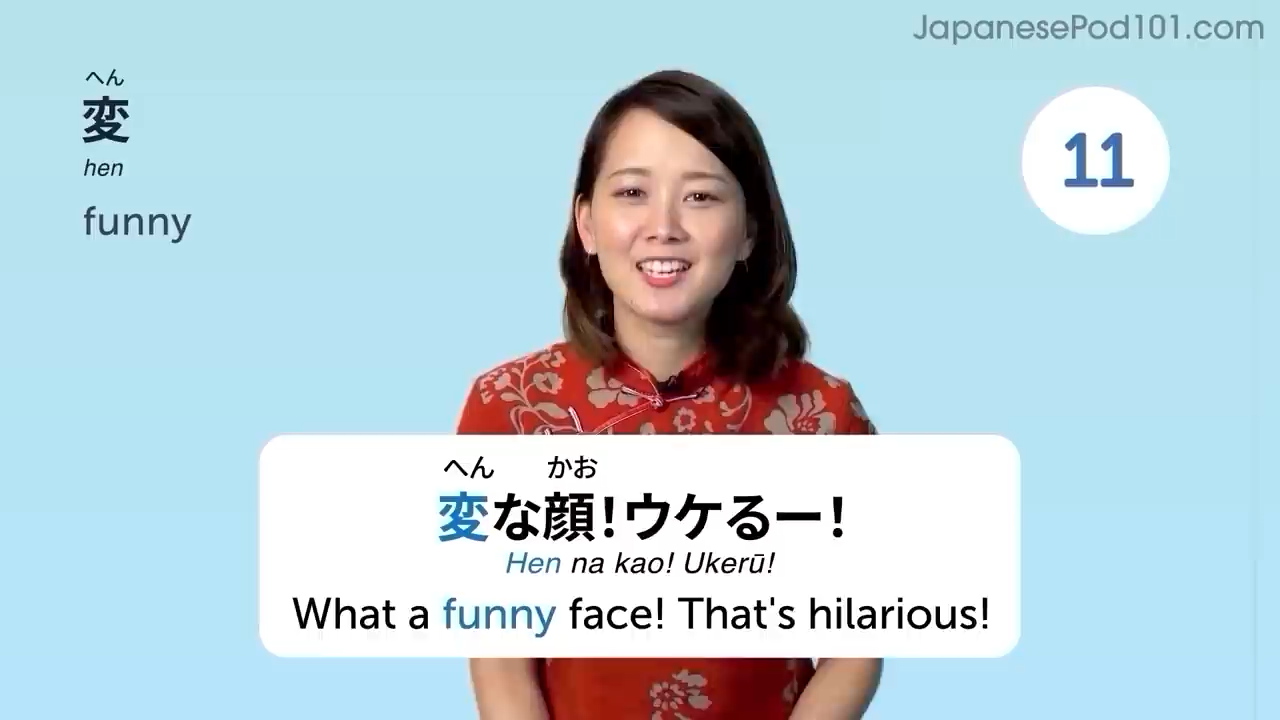 JapanesePod101.com
へん
変
hen
funny
11
へん かお
変な顔!ウケるー!
Hen na kao! Ukerū!
What a funny face! That's hilarious!